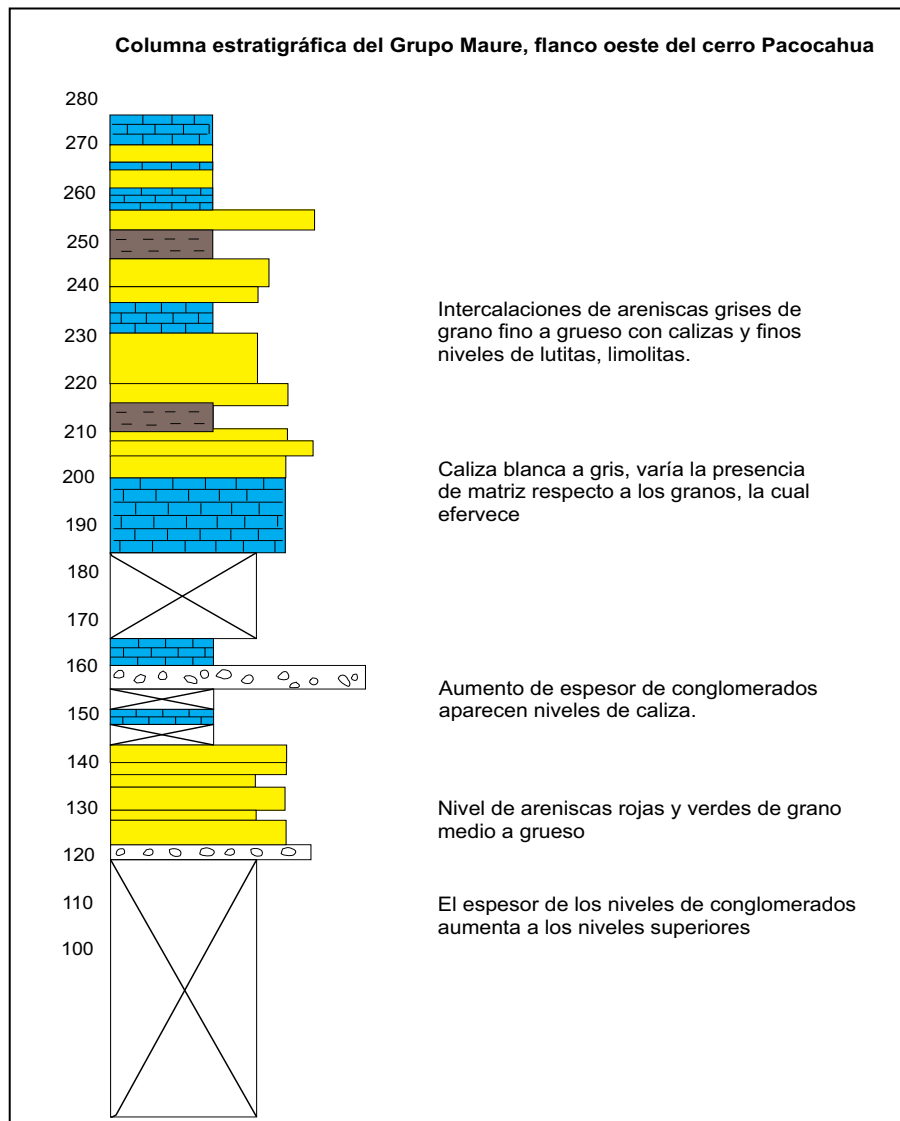 Columna estratigráfica del Grupo Maure, flanco oeste del cerro Pacocahua
280
270
260
250
240
230
220
210
200
190
180
170
160
150
140
130
120
110
100
Intercalaciones de areniscas grises de
grano fino a grueso con calizas y finos
niveles de lutitas, limolitas.
Caliza blanca a gris, varía la presencia
de matriz respecto a los granos, la cual
efervece
Aumento de espesor de conglomerados
aparecen niveles de caliza.
Nivel de areniscas rojas y verdes de grano
medio a grueso
El espesor de los niveles de conglomerados
aumenta a los niveles superiores